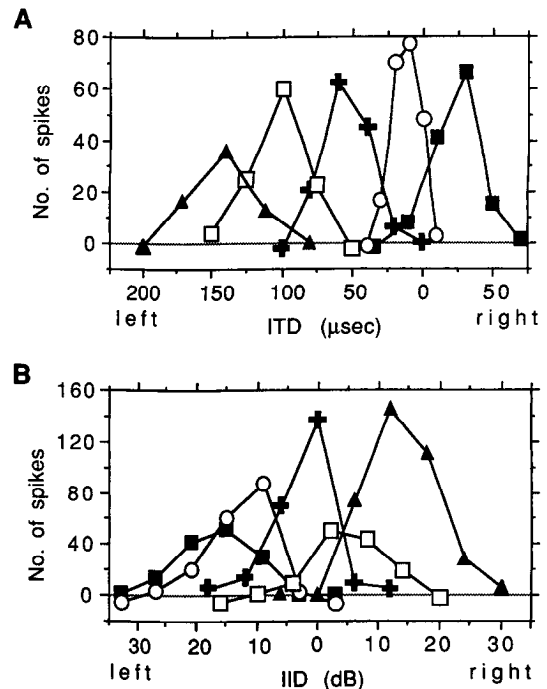 A
80
60
40
20
0
No. of spikes
200 150 100 50 0 50
left ITD (μsec) right
B
160
120
80
40
0
No. of spikes
30 20 10 0 10 20 30
left IID (dB) right